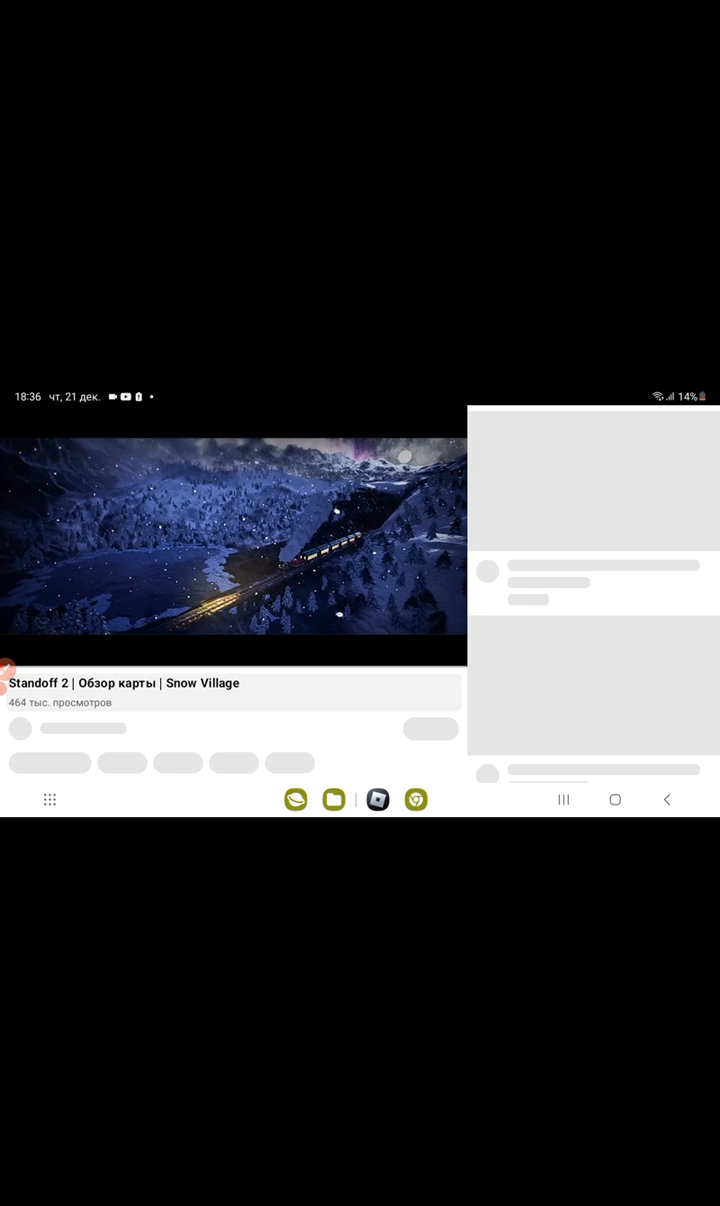 18:36 чт, 21 дек.
14%
Standoff 2 | Обзор карты | Snow Village
464 тыс. просмотров